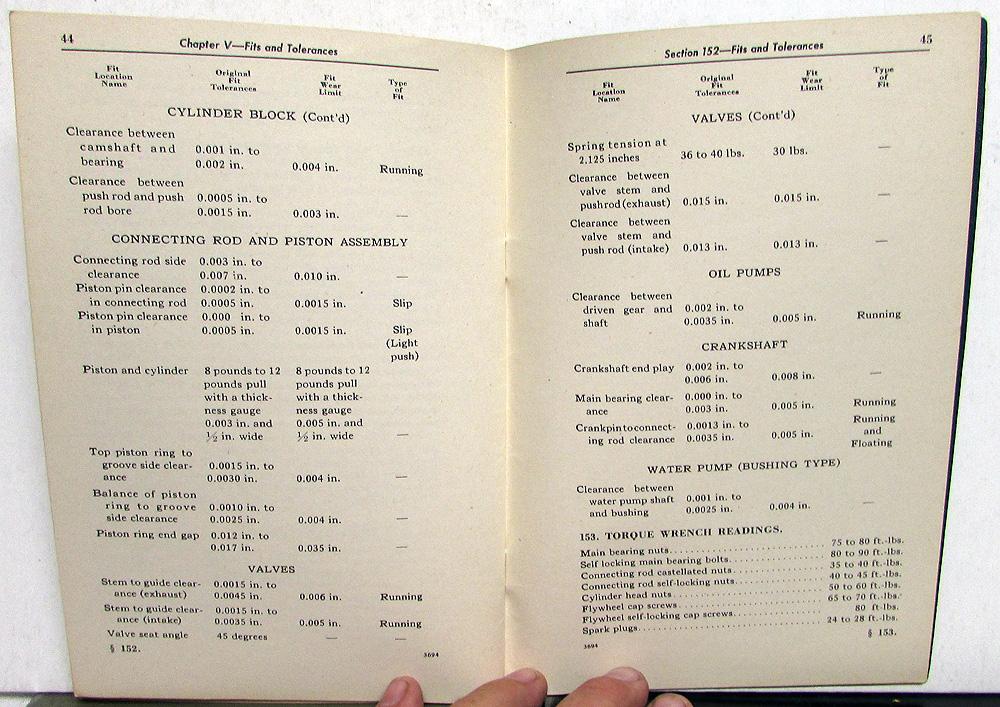 44
Chapter V—Fits and Tolerances
Fit Location Name
Original Fit Tolerances
Fit Wear Limit
Type of Fit
CYLINDER BLOCK (Cont'd)
Clearance between
camshaft and 0.001 in. to
bearing 0.002 in. 0.004 in. Running
Clearance between
push rod and push 0.0005 in. to
rod bore 0.0015 in. 0.003 in. —
CONNECTING ROD AND PISTON ASSEMBLY
Connecting rod side 0.003 in. to
clearance 0.007 in. 0.010 in. —
Piston pin clearance 0.0002 in. to
in connecting rod 0.0005 in. 0.0015 in. Slip
Piston pin clearance 0.000 in. to
in piston 0.0005 in. 0.0015 in. Slip
(Light
push)
Piston and cylinder 8 pounds to 12 8 pounds to 12
pounds pull pounds pull
with a thick- with a thick-
ness gauge ness gauge
0.003 in. and 0.005 in. and
½ in. wide ½ in. wide —
Top piston ring to
groove side clear- 0.0015 in. to
ance 0.0030 in. 0.004 in. —
Balance of piston
ring to groove 0.0010 in. to
side clearance 0.0025 in. 0.004 in. —
Piston ring end gap 0.012 in. to
0.017 in. 0.035 in. —
VALVES
Stem to guide clear- 0.0015 in. to
ance (exhaust) 0.0045 in. 0.006 in. Running
Stem to guide clear- 0.0015 in. to
ance (intake) 0.0035 in. 0.005 in. Running
Valve seat angle 45 degrees — —
§ 152.
3694
Section 152—Fits and Tolerances
45
Fit Location Name
Original Fit Tolerances
Fit Wear Limit
Type of Fit
VALVES (Cont'd)
Spring tension at
2.125 inches 36 to 40 lbs. 30 lbs. —
Clearance between
valve stem and
pushrod (exhaust) 0.015 in. 0.015 in. —
Clearance between
valve stem and
push rod (intake) 0.013 in. 0.013 in. —
OIL PUMPS
Clearance between
driven gear and 0.002 in. to
shaft 0.0035 in. 0.005 in. Running
CRANKSHAFT
Crankshaft end play 0.002 in. to
0.006 in. 0.008 in. —
Main bearing clear- 0.000 in. to
ance 0.003 in. 0.005 in. Running
Crankpin to connect- 0.0013 in. to Running
ing rod clearance 0.0035 in. 0.005 in. and
Floating
WATER PUMP (BUSHING TYPE)
Clearance between
water pump shaft 0.001 in. to
and bushing 0.0025 in. 0.004 in. —
153. TORQUE WRENCH READINGS.
Main bearing nuts 75 to 80 ft.-lbs.
Self locking main bearing bolts 80 to 90 ft.-lbs.
Connecting rod castellated nuts 35 to 40 ft.-lbs.
Connecting rod self-locking nuts 40 to 45 ft.-lbs.
Cylinder head nuts 50 to 60 ft.-lbs.
Flywheel cap screws 65 to 70 ft.-lbs.
Flywheel self-locking cap screws 80 ft-lbs.
Spark plugs 24 to 28 ft.-lbs.
§ 153.
3694